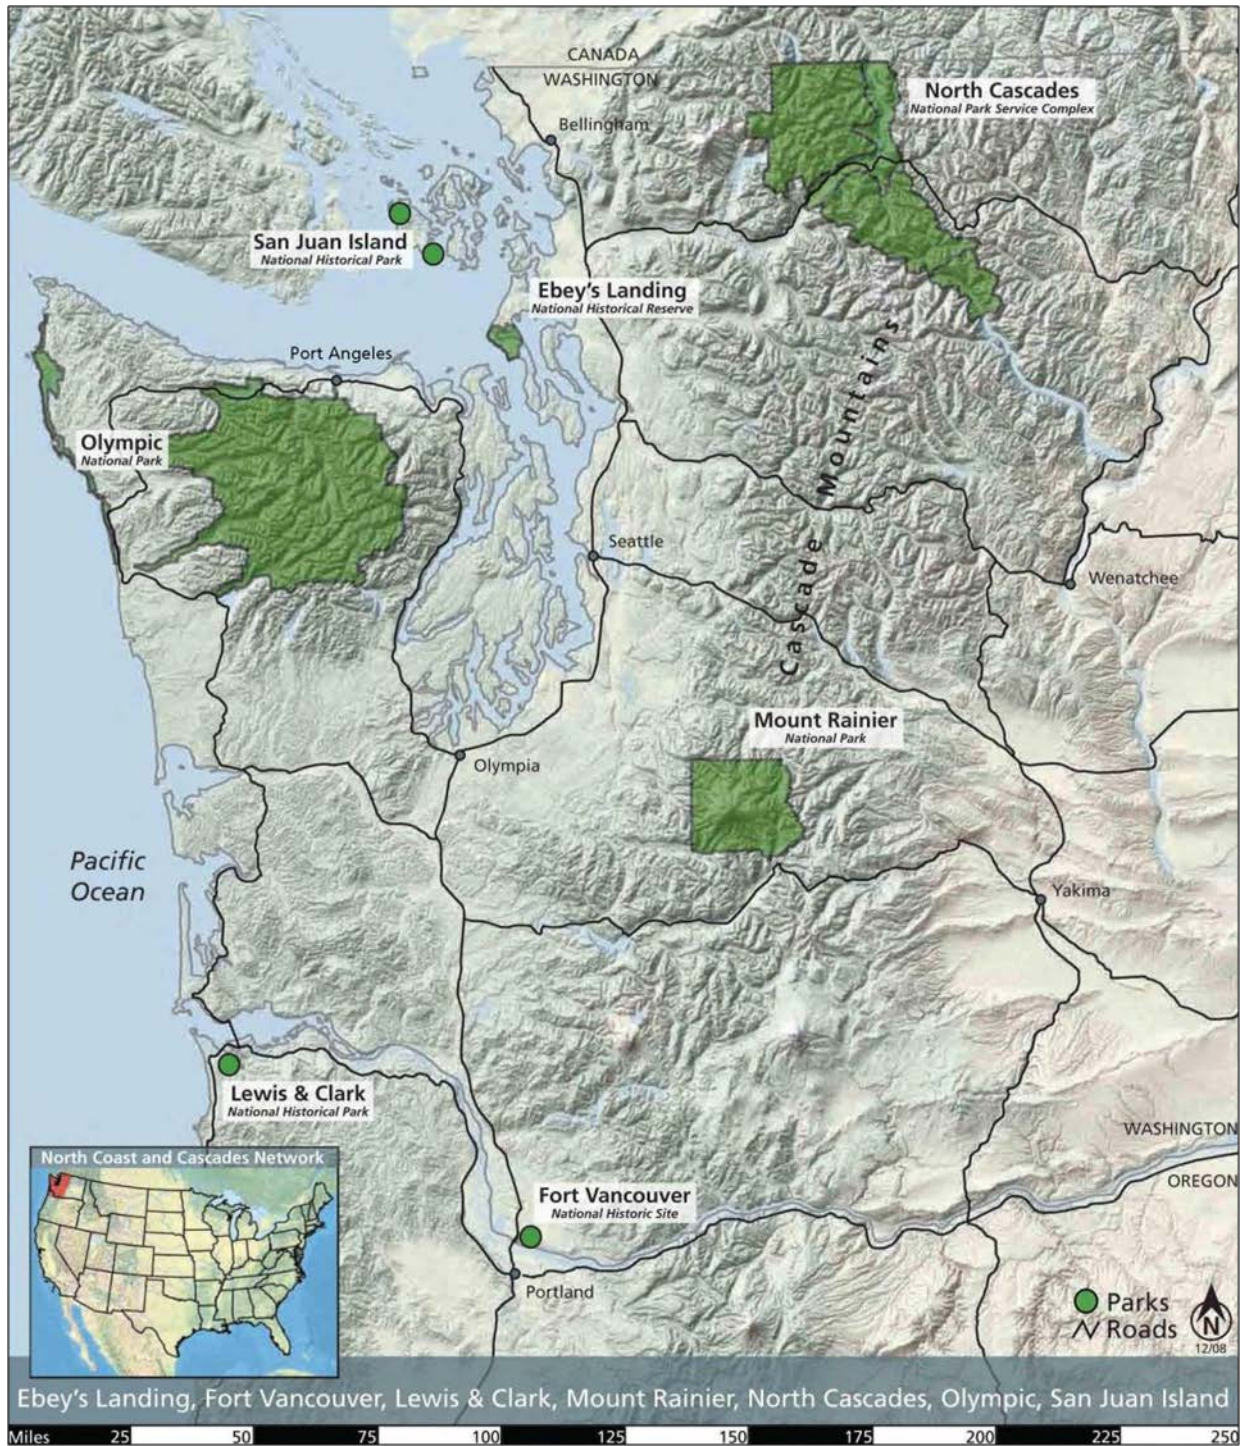 CANADA
WASHINGTON
North Cascades
National Park Service Complex
Bellingham
San Juan Island
National Historical Park
Ebey's Landing
National Historical Reserve
Port Angeles
Cascade Mountains
Olympic
National Park
Seattle
Wenatchee
Mount Rainier
National Park
Olympia
Pacific
Ocean
Yakima
Lewis & Clark
National Historical Park
WASHINGTON
OREGON
North Coast and Cascades Network
Fort Vancouver
National Historic Site
Portland
Parks
Roads
N
12/08
Ebey's Landing, Fort Vancouver, Lewis & Clark, Mount Rainier, North Cascades, Olympic, San Juan Island
Miles 25 50 75 100 125 150 175 200 225 250